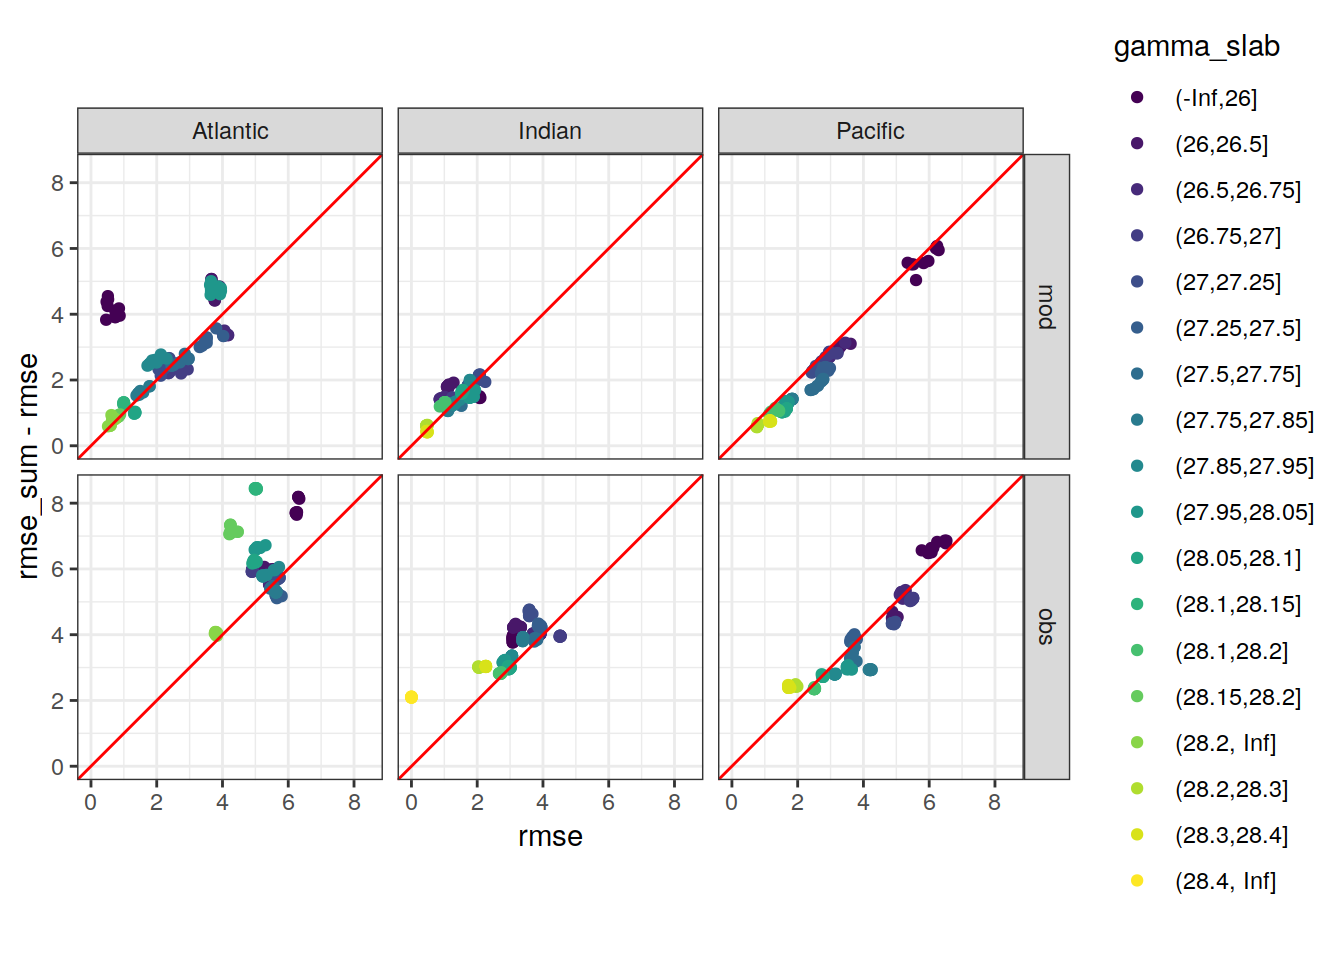 gamma_slab
(-Inf,26]
(26,26.5]
(26.5,26.75]
(26.75,27]
(27,27.25]
(27.25,27.5]
(27.5,27.75]
(27.75,27.85]
(27.85,27.95]
(27.95,28.05]
(28.05,28.1]
(28.1,28.15]
(28.1,28.2]
(28.15,28.2]
(28.2, Inf]
(28.2,28.3]
(28.3,28.4]
(28.4, Inf]
Atlantic Indian Pacific
8
6
4
2
0
mod
8
6
4
2
0
obs
0 2 4 6 8 0 2 4 6 8 0 2 4 6 8
rmse
rmse_sum - rmse